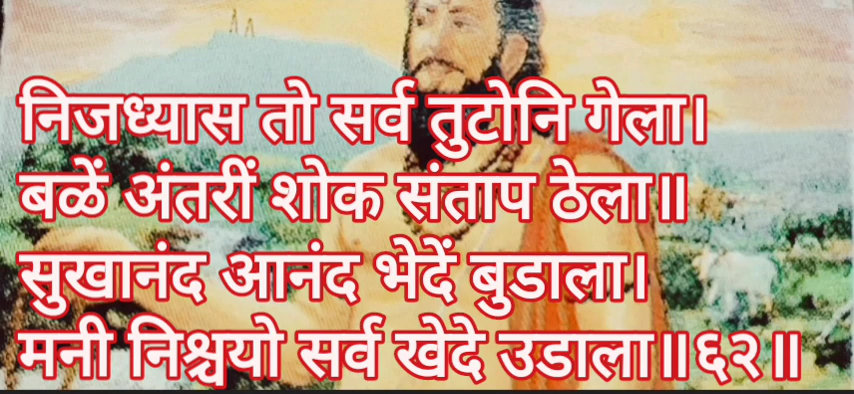 निजध्यास तो सर्व तुटोनि गेला।
बळें अंतरीं शोक संताप ठेला॥
सुखानंद आनंद भेदें बुडाला।
मनी निश्चयो सर्व खेदे उडाला॥६२॥